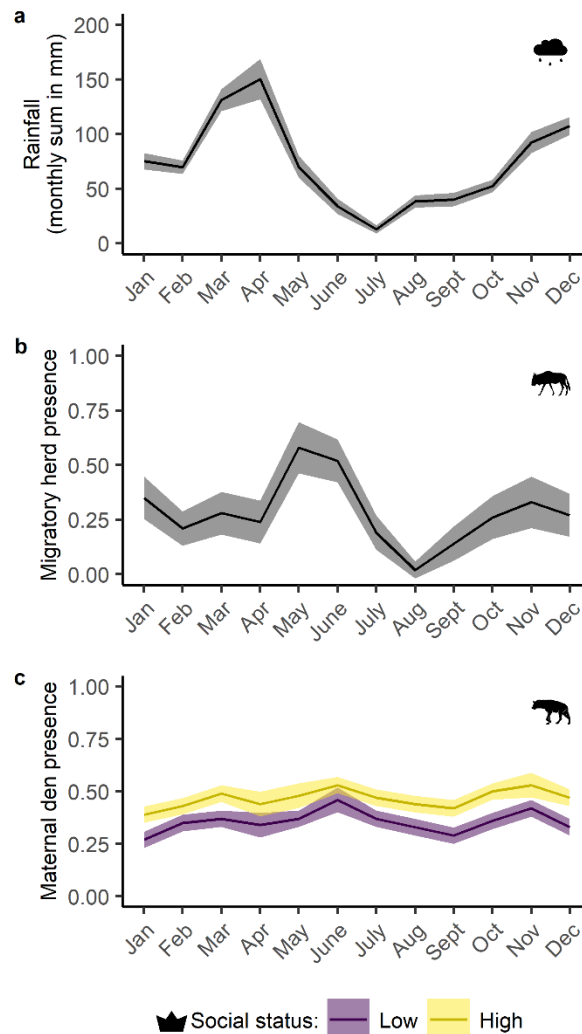 a
Rainfall
(monthly sum in mm)
200
150
100
50
0
Jan Feb Mar Apr May June July Aug Sept Oct Nov Dec
b
Migratory herd presence
1.00
0.75
0.50
0.25
0.00
Jan Feb Mar Apr May June July Aug Sept Oct Nov Dec
c
Maternal den presence
1.00
0.75
0.50
0.25
0.00
Jan Feb Mar Apr May June July Aug Sept Oct Nov Dec
Social status: Low High